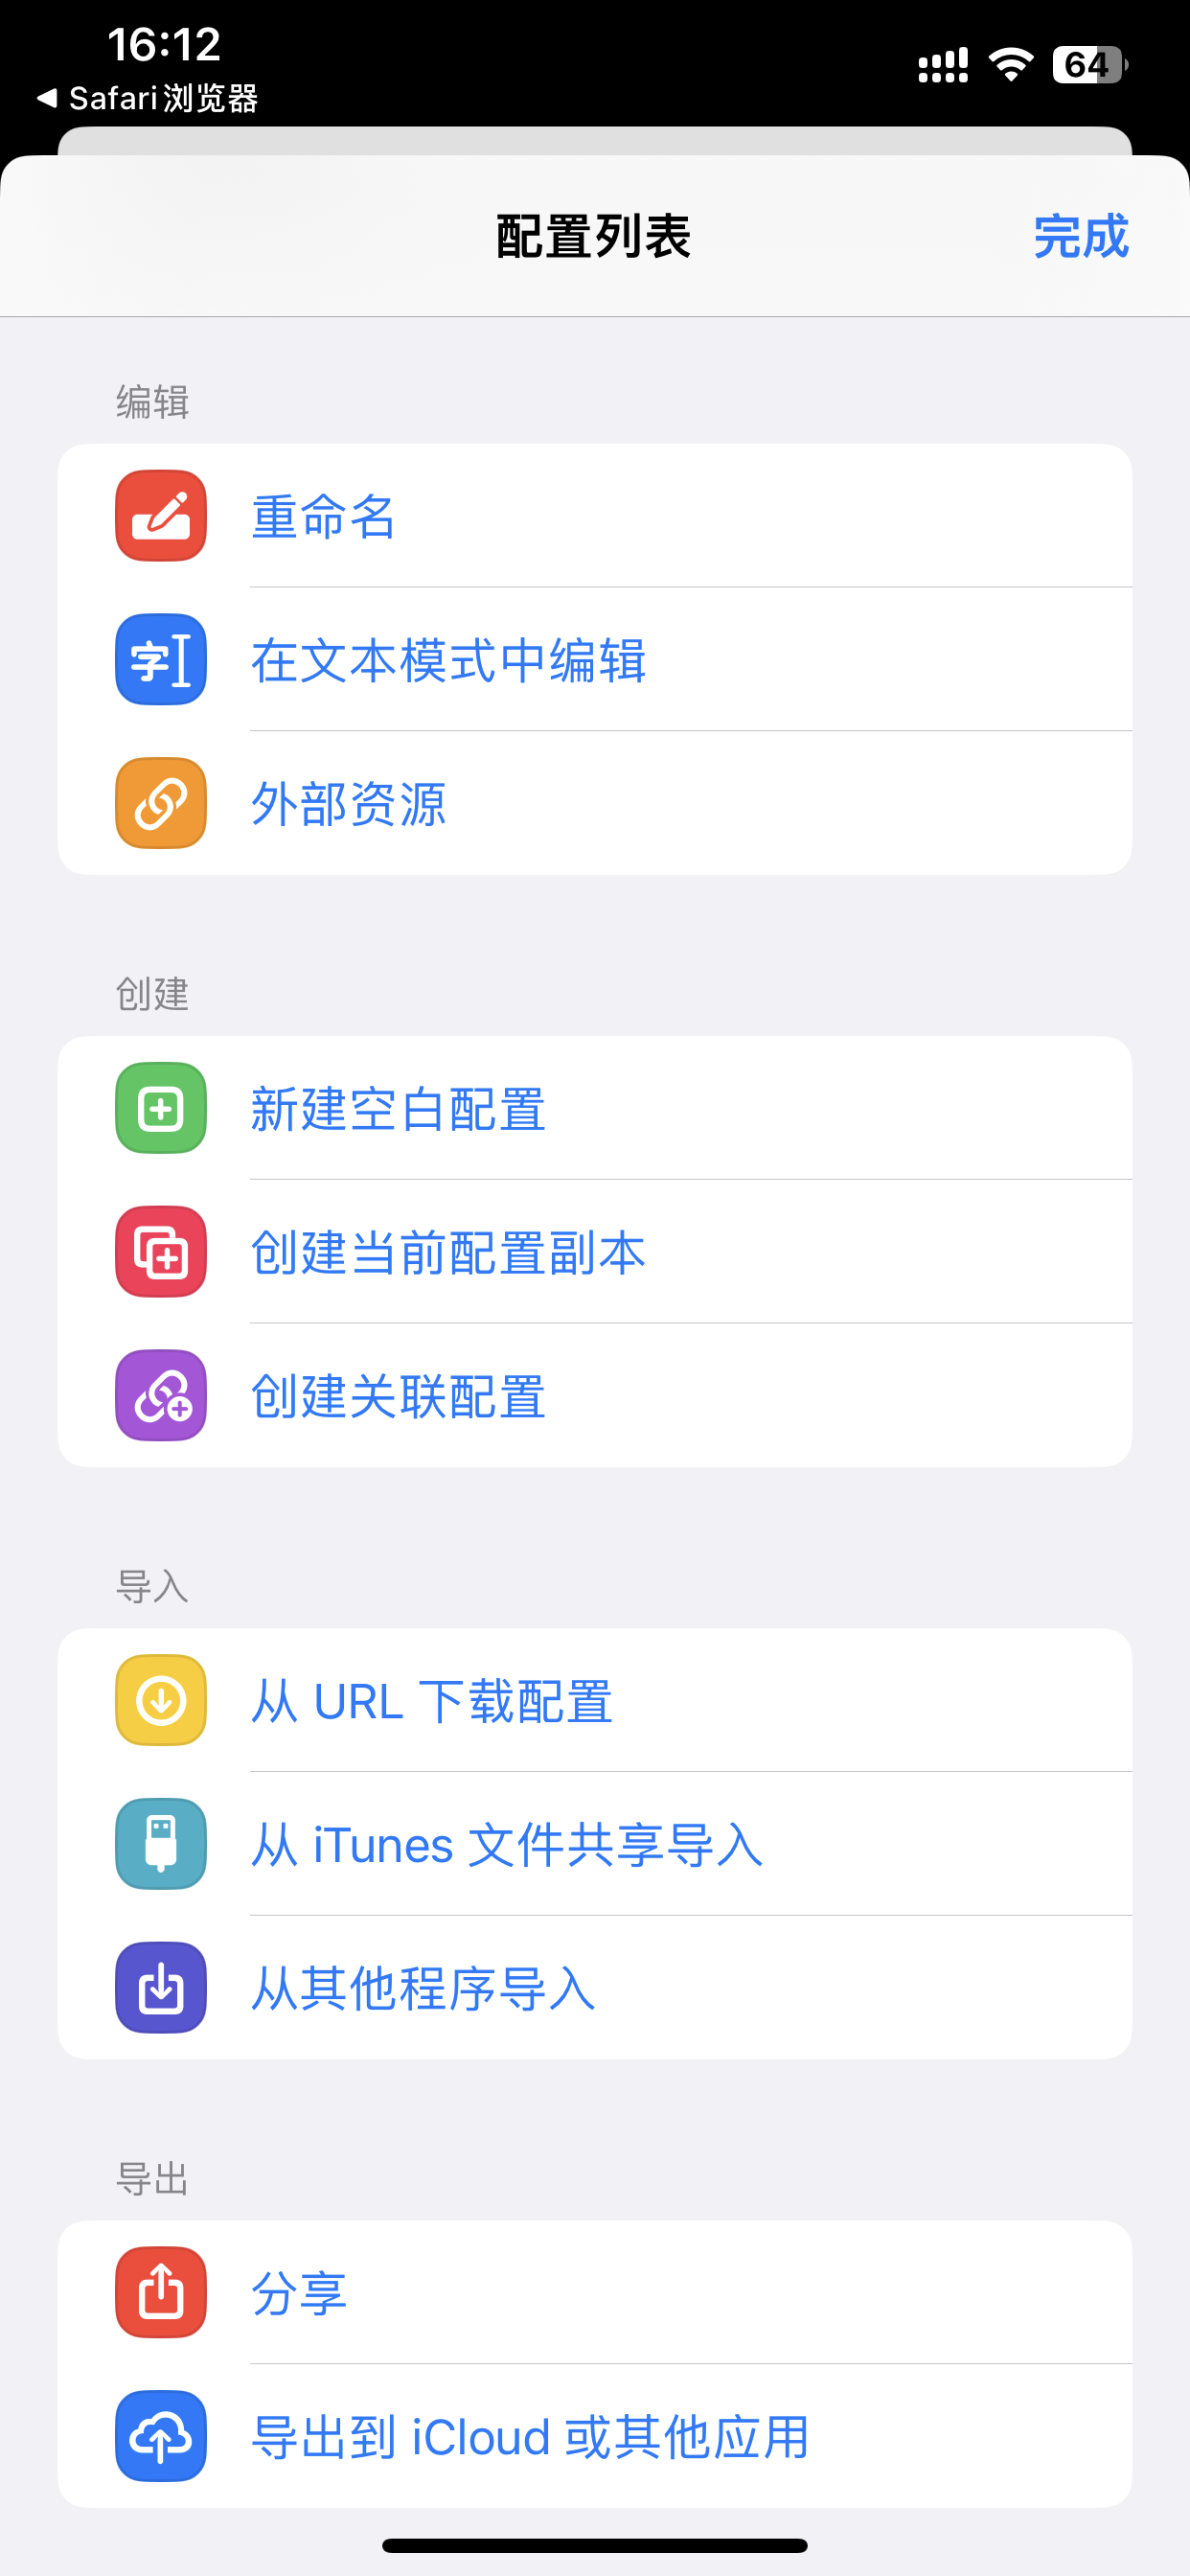 16:12
64
Safari浏览器
配置列表
完成
编辑
重命名
字
在文本模式中编辑
外部资源
创建
新建空白配置
创建当前配置副本
创建关联配置
导入
从 URL 下载配置
从 iTunes 文件共享导入
从其他程序导入
导出
分享
导出到 iCloud 或其他应用